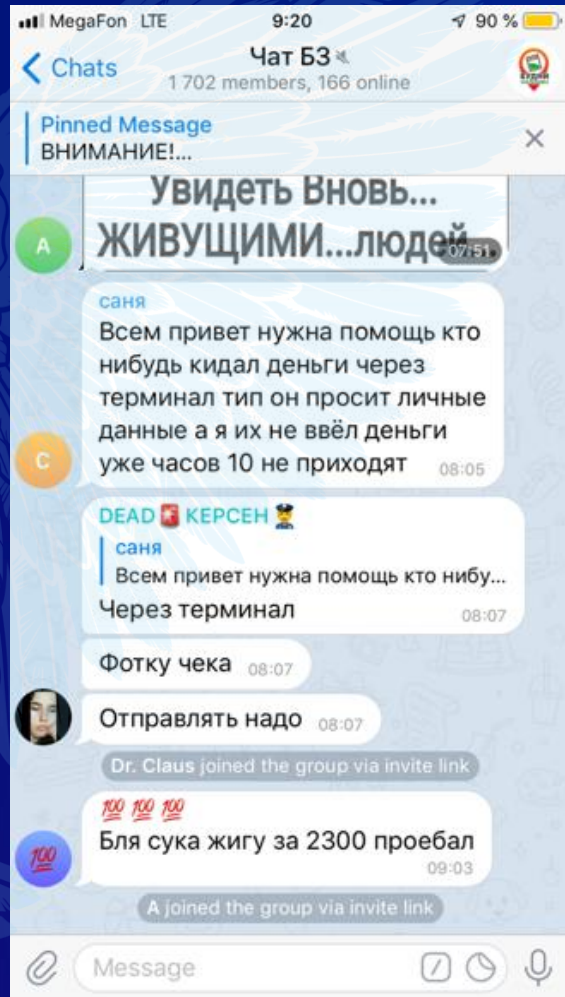 MegaFon LTE 9:20 90 %
Chats
Чат БЗ
1 702 members, 166 online
Pinned Message
ВНИМАНИЕ!...
Увидеть Вновь...
ЖИВУЩИМИ...людей...
07:51
А
саня
Всем привет нужна помощь кто
нибудь кидал деньги через
терминал тип он просит личные
данные а я их не ввёл деньги
уже часов 10 не приходят 08:05
С
DEAD🚨КЕРСЕН👮
саня
Всем привет нужна помощь кто нибу...
Через терминал 08:07
Фотку чека 08:07
Отправлять надо 08:07
Dr. Claus joined the group via invite link
💯 💯 💯
Бля сука жигу за 2300 проебал
09:03
A joined the group via invite link
Message